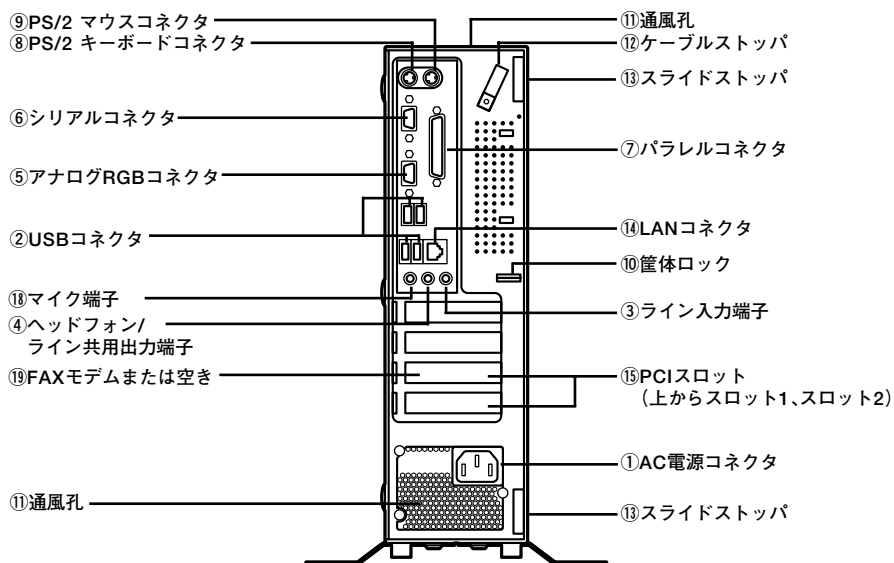 ⑨PS/2 マウスコネクタ
⑧PS/2 キーボードコネクタ
⑥シリアルコネクタ
⑤アナログRGBコネクタ
②USBコネクタ
⑱マイク端子
④ヘッドフォン/
ライン共用出力端子
⑲FAXモデムまたは空き
⑪通風孔
⑪通風孔
⑫ケーブルストッパ
⑬スライドストッパ
⑦パラレルコネクタ
⑭LANコネクタ
⑩筐体ロック
③ライン入力端子
⑮PCIスロット
(上からスロット1、スロット2)
①AC電源コネクタ
⑬スライドストッパ